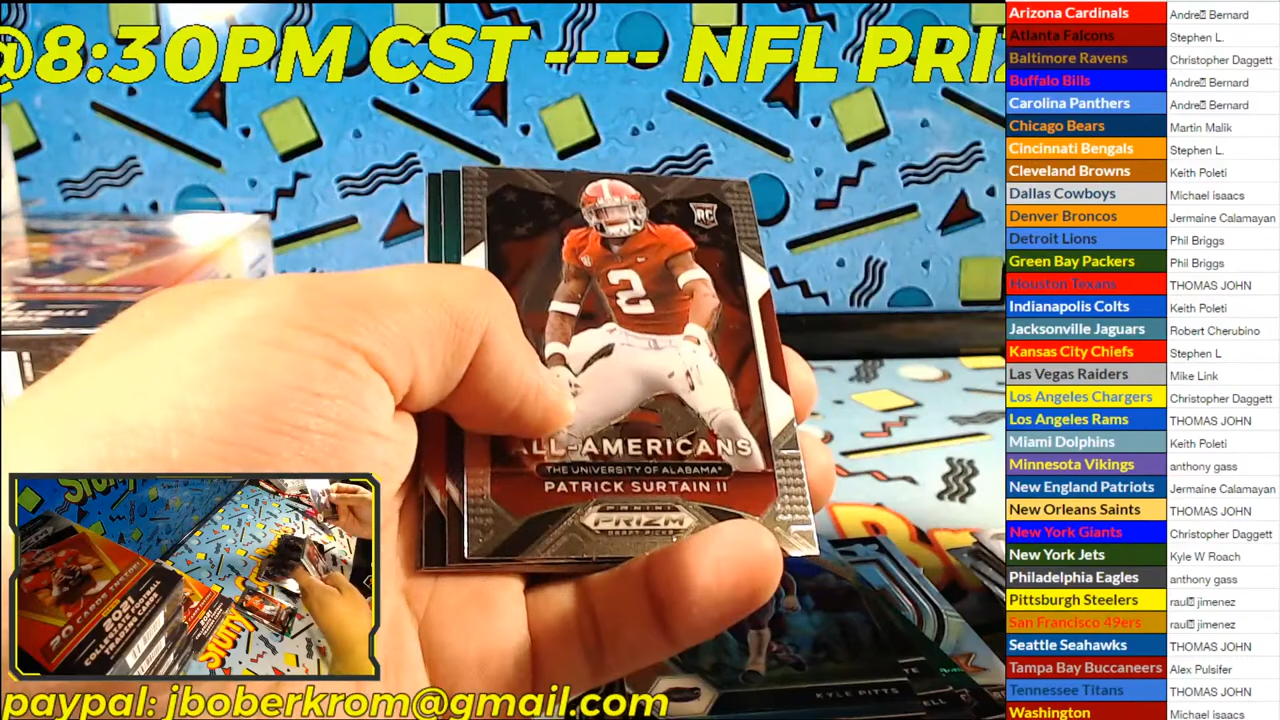 @8:30PM CST ---- NFL PRIZ
RC
2
ALL-AMERICANS
THE UNIVERSITY OF ALABAMA
PATRICK SURTAIN II
PANINI
PRIZM
DRAFT PICKS
KYLE PITTS
20 CARDS INSIDE!
2021
COLLEGIATE FOOTBALL
TRADING CARDS
Stuffy
paypal: jboberkrom@gmail.com
Arizona Cardinals Andre Bernard
Atlanta Falcons Stephen L.
Baltimore Ravens Christopher Daggett
Buffalo Bills Andre Bernard
Carolina Panthers Andre Bernard
Chicago Bears Martin Malik
Cincinnati Bengals Stephen L.
Cleveland Browns Keith Poleti
Dallas Cowboys Michael isaacs
Denver Broncos Jermaine Calamayan
Detroit Lions Phil Briggs
Green Bay Packers Phil Briggs
Houston Texans THOMAS JOHN
Indianapolis Colts Keith Poleti
Jacksonville Jaguars Robert Cherubino
Kansas City Chiefs Stephen L
Las Vegas Raiders Mike Link
Los Angeles Chargers Christopher Daggett
Los Angeles Rams THOMAS JOHN
Miami Dolphins Keith Poleti
Minnesota Vikings anthony gass
New England Patriots Jermaine Calamayan
New Orleans Saints THOMAS JOHN
New York Giants Christopher Daggett
New York Jets Kyle W Roach
Philadelphia Eagles anthony gass
Pittsburgh Steelers raul jimenez
San Francisco 49ers raul jimenez
Seattle Seahawks THOMAS JOHN
Tampa Bay Buccaneers Alex Pulsifer
Tennessee Titans THOMAS JOHN
Washington Michael isaacs